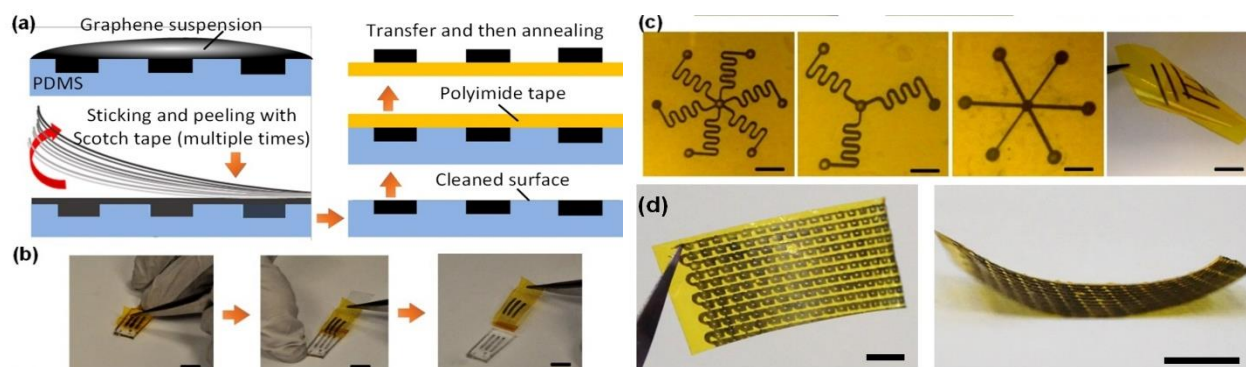 (a)
Graphene suspension
PDMS
Sticking and peeling with
Scotch tape (multiple times)
Transfer and then annealing
Polyimide tape
Cleaned surface
(b)
(c)
(d)